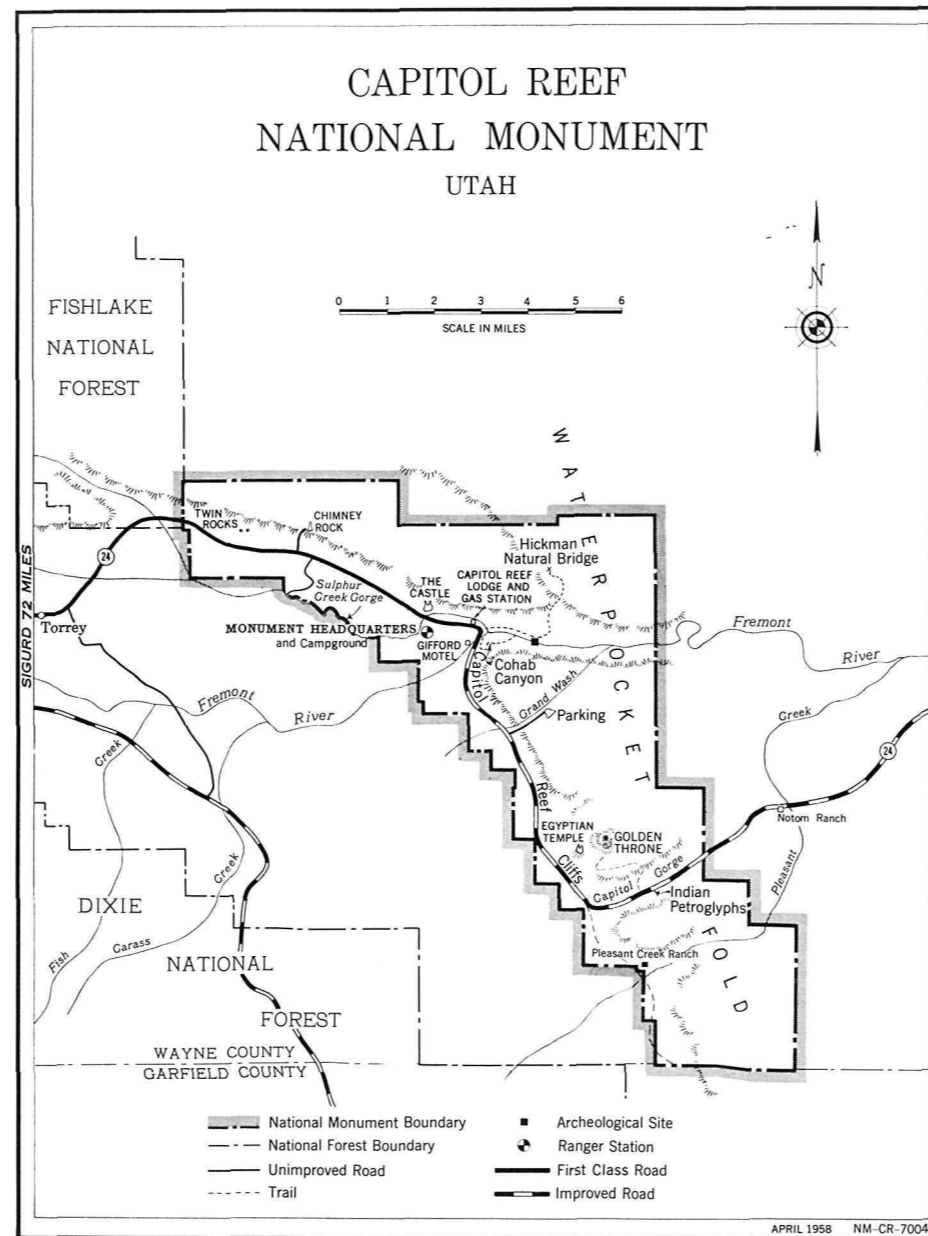 CAPITOL REEF
NATIONAL MONUMENT
UTAH
N
0 1 2 3 4 5 6
SCALE IN MILES
FISHLAKE
NATIONAL
FOREST
WATERPOCKET
FOLD
TWIN
ROCKS
CHIMNEY
ROCK
Hickman
Natural Bridge
24
Sulphur
Creek Gorge
THE
CASTLE
CAPITOL REEF
LODGE AND
GAS STATION
SIGURD 72 MILES
Torrey
MONUMENT HEADQUARTERS
and Campground
GIFFORD
MOTEL
Cohab
Canyon
Fremont
River
Capitol
Reef
Cliffs
Grand Wash
Parking
Fremont
River
Creek
Creek
24
Notom Ranch
Pleasant
EGYPTIAN
TEMPLE
GOLDEN
THRONE
Capitol Gorge
Indian
Petroglyphs
Creek
DIXIE
Fish
Garass
NATIONAL
FOREST
Pleasant Creek Ranch
WAYNE COUNTY
GARFIELD COUNTY
National Monument Boundary
National Forest Boundary
Unimproved Road
Trail
Archeological Site
Ranger Station
First Class Road
Improved Road
APRIL 1958 NM-CR-7004